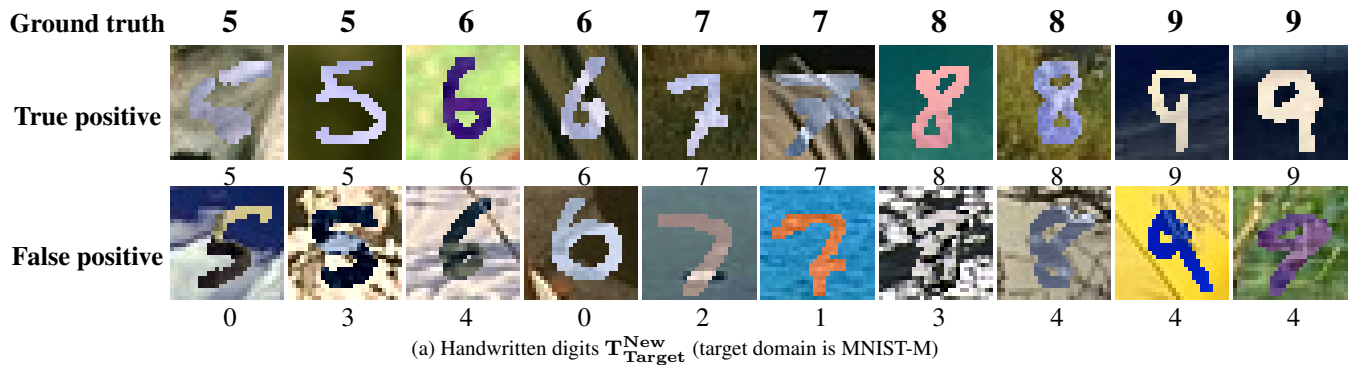 Ground truth 5 5 6 6 7 7 8 8 9 9
True positive
5 5 6 6 7 7 8 8 9 9
False positive
0 3 4 0 2 1 3 4 4 4
(a) Handwritten digits T^New_Target (target domain is MNIST-M)